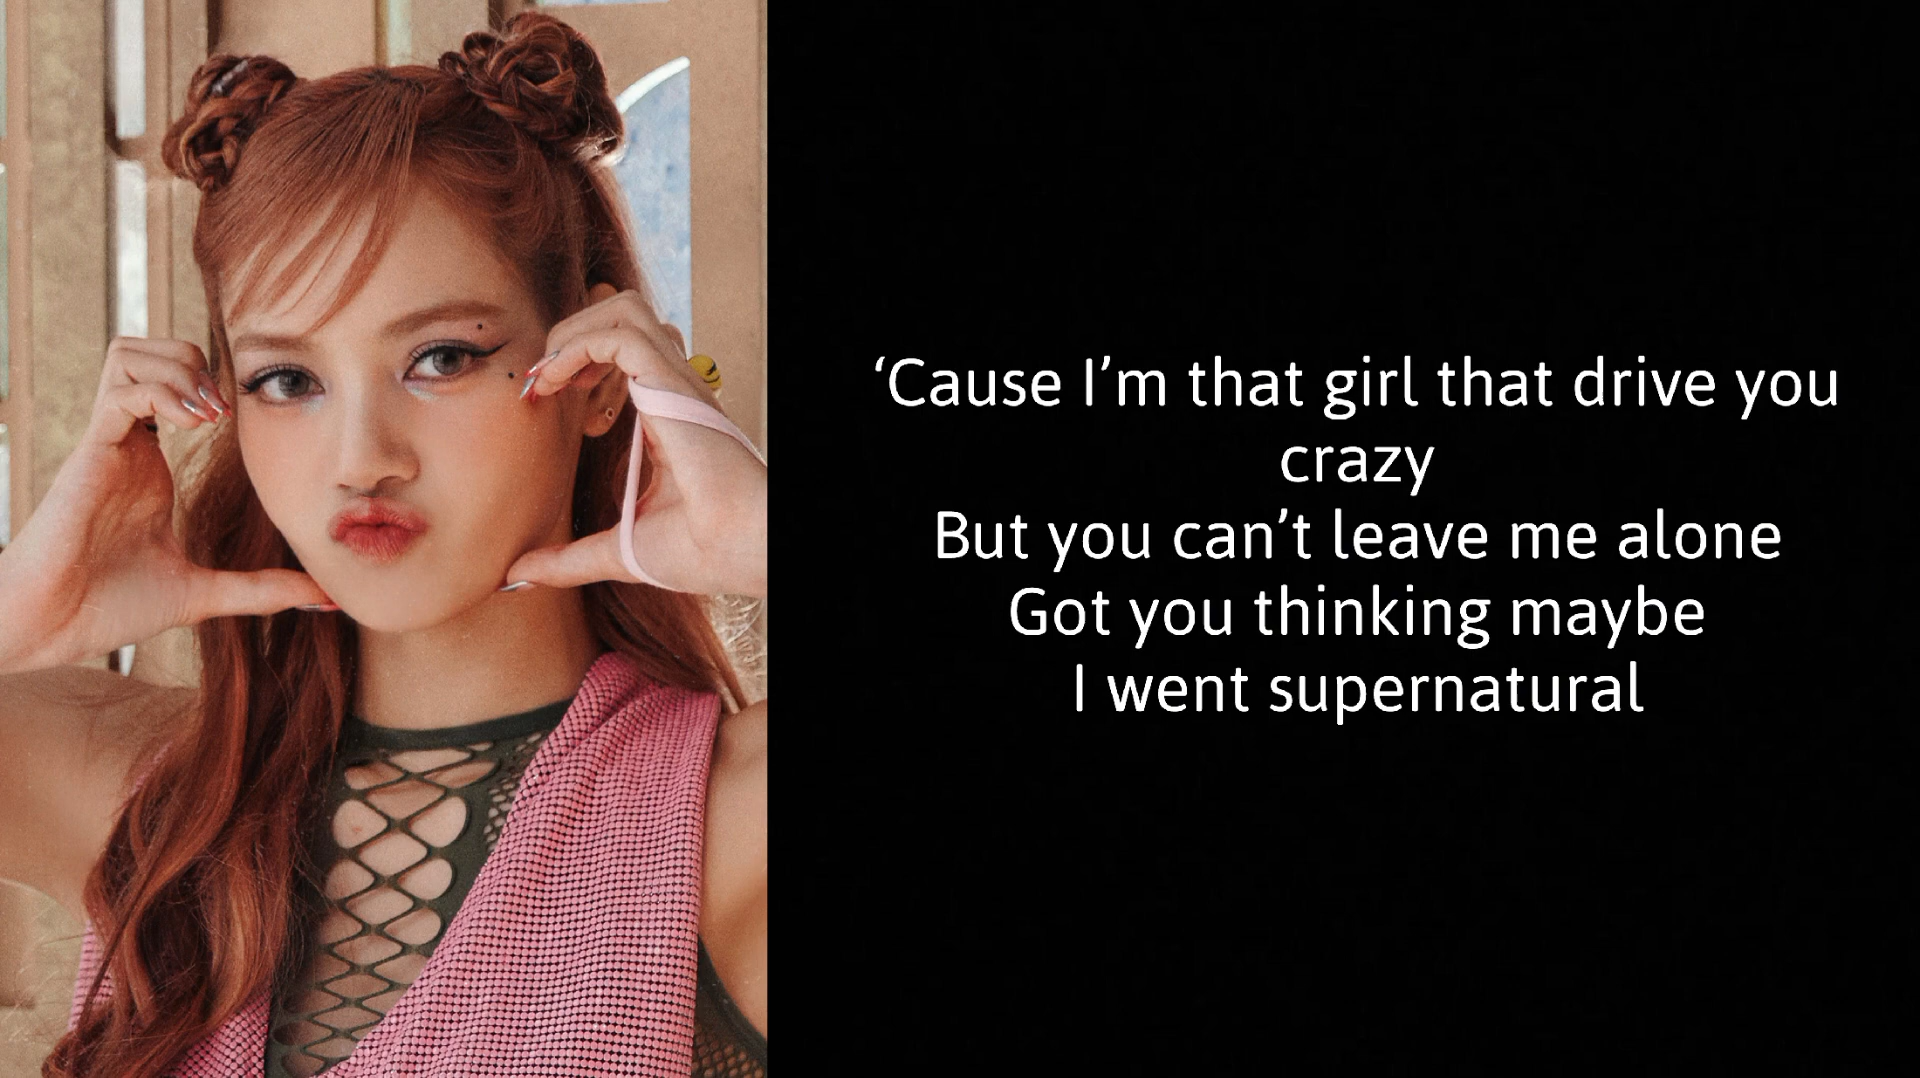 ‘Cause I’m that girl that drive you
crazy
But you can’t leave me alone
Got you thinking maybe
I went supernatural